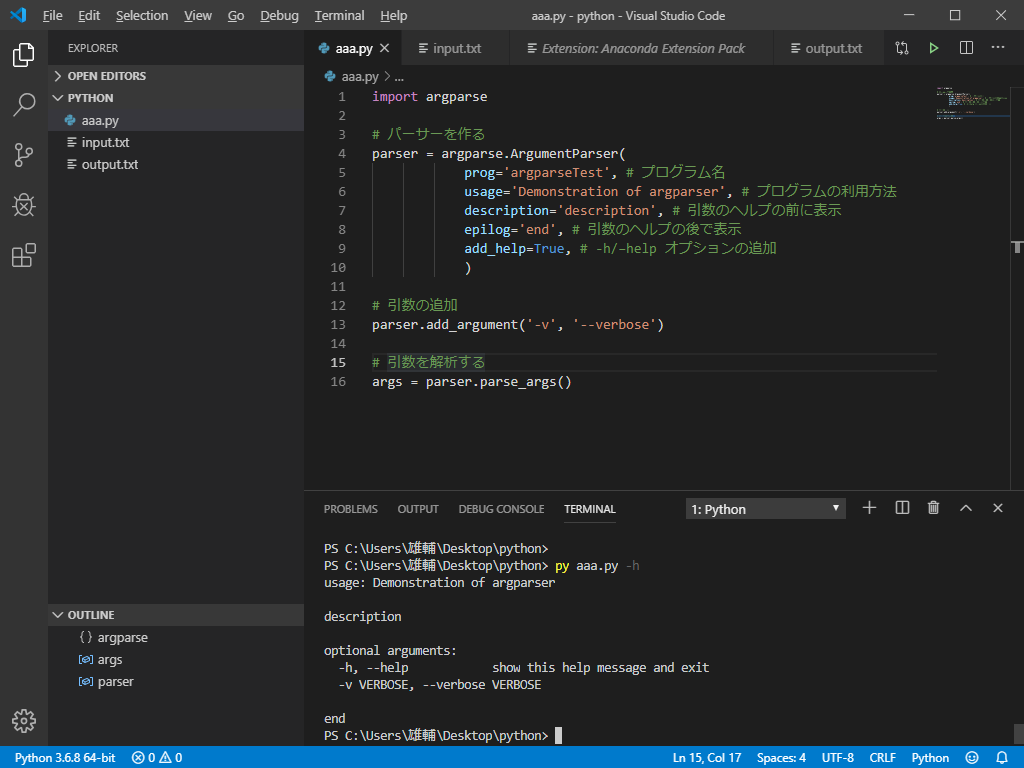 File Edit Selection View Go Debug Terminal Help aaa.py - python - Visual Studio Code
EXPLORER
OPEN EDITORS
PYTHON
aaa.py
input.txt
output.txt
OUTLINE
{} argparse
args
parser
aaa.py input.txt Extension: Anaconda Extension Pack output.txt
aaa.py > ...
1 import argparse
2
3 # パーサーを作る
4 parser = argparse.ArgumentParser(
5 prog='argparseTest', # プログラム名
6 usage='Demonstration of argparser', # プログラムの利用方法
7 description='description', # 引数のヘルプの前に表示
8 epilog='end', # 引数のヘルプの後で表示
9 add_help=True, # -h/–help オプションの追加
10 )
11
12 # 引数の追加
13 parser.add_argument('-v', '--verbose')
14
15 # 引数を解析する
16 args = parser.parse_args()
PROBLEMS OUTPUT DEBUG CONSOLE TERMINAL 1: Python
PS C:\Users\雄輔\Desktop\python>
PS C:\Users\雄輔\Desktop\python> py aaa.py -h
usage: Demonstration of argparser
description
optional arguments:
-h, --help show this help message and exit
-v VERBOSE, --verbose VERBOSE
end
PS C:\Users\雄輔\Desktop\python>
Python 3.6.8 64-bit 0 0 Ln 15, Col 17 Spaces: 4 UTF-8 CRLF Python